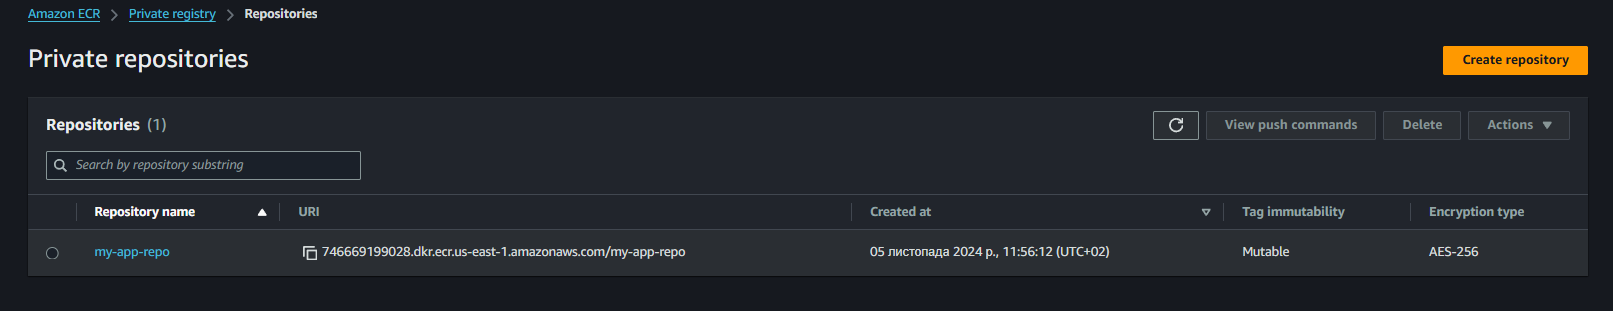 Amazon ECR > Private registry > Repositories
Private repositories
Create repository
Repositories (1)
View push commands
Delete
Actions
Search by repository substring
Repository name URI Created at Tag immutability Encryption type
my-app-repo 746669199028.dkr.ecr.us-east-1.amazonaws.com/my-app-repo 05 листопада 2024 р., 11:56:12 (UTC+02) Mutable AES-256